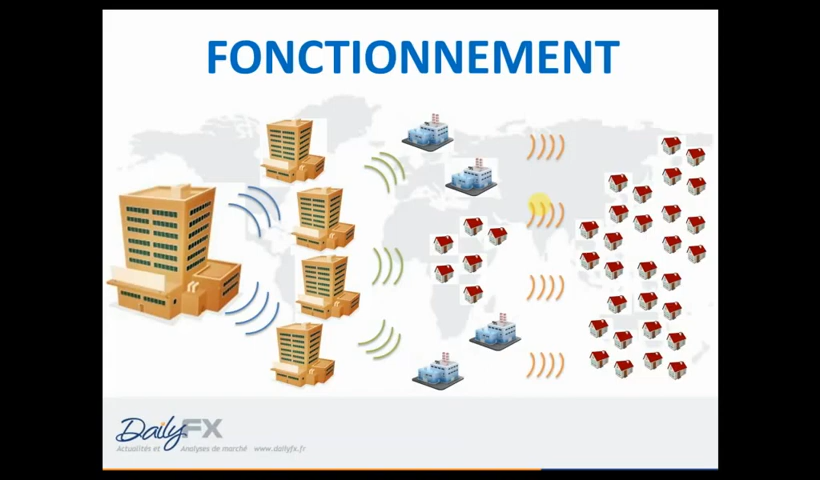 FONCTIONNEMENT
DailyFX
Actualités et Analyses de marché www.dailyfx.fr